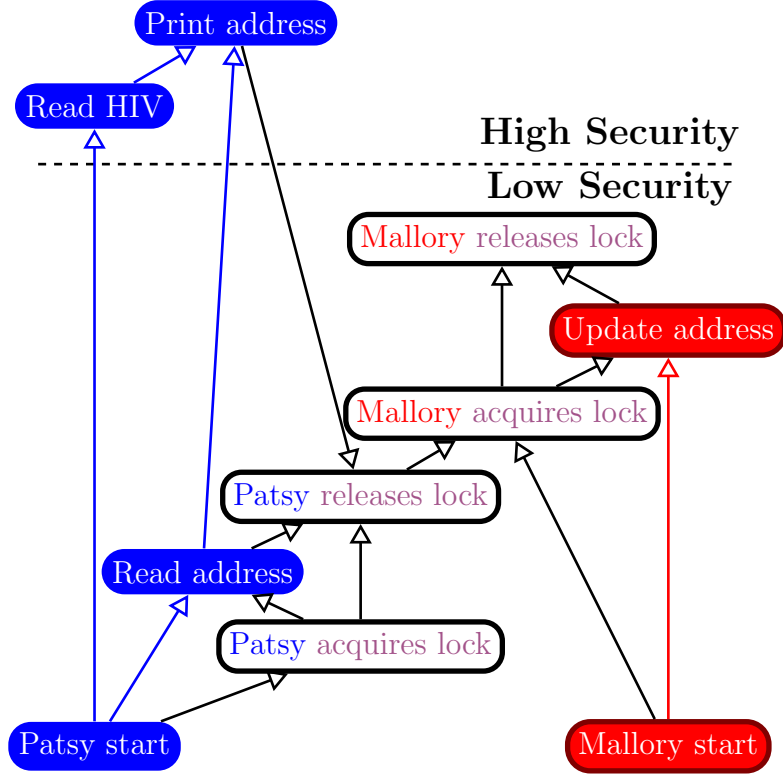 Print address
Read HIV
High Security
Low Security
Mallory releases lock
Update address
Mallory acquires lock
Patsy releases lock
Read address
Patsy acquires lock
Patsy start
Mallory start